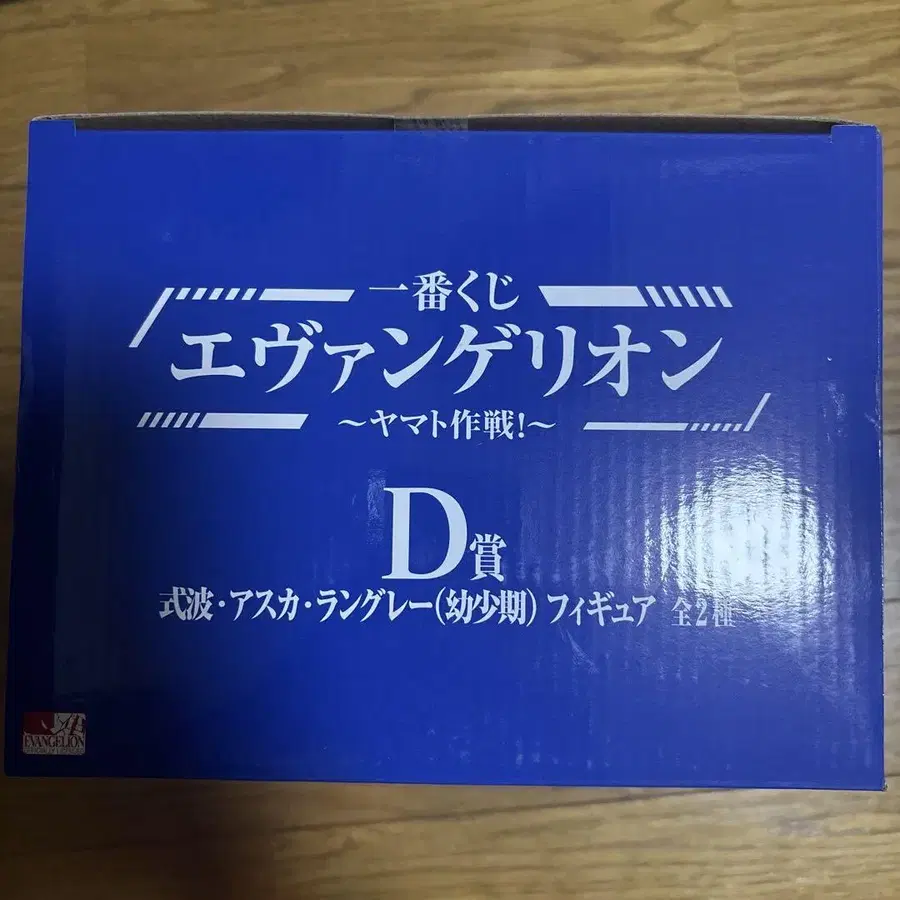 一番くじ
エヴァンゲリオン
～ヤマト作戦!～
D賞
式波・アスカ・ラングレー(幼少期) フィギュア 全2種
EVANGELION